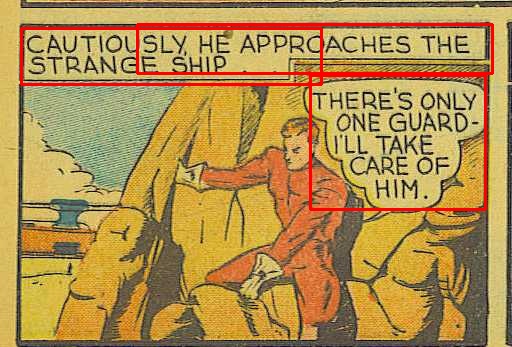 CAUTIOUSLY, HE APPROACHES THE
STRANGE SHIP . .
THERE'S ONLY
ONE GUARD-
I'LL TAKE
CARE OF
HIM.